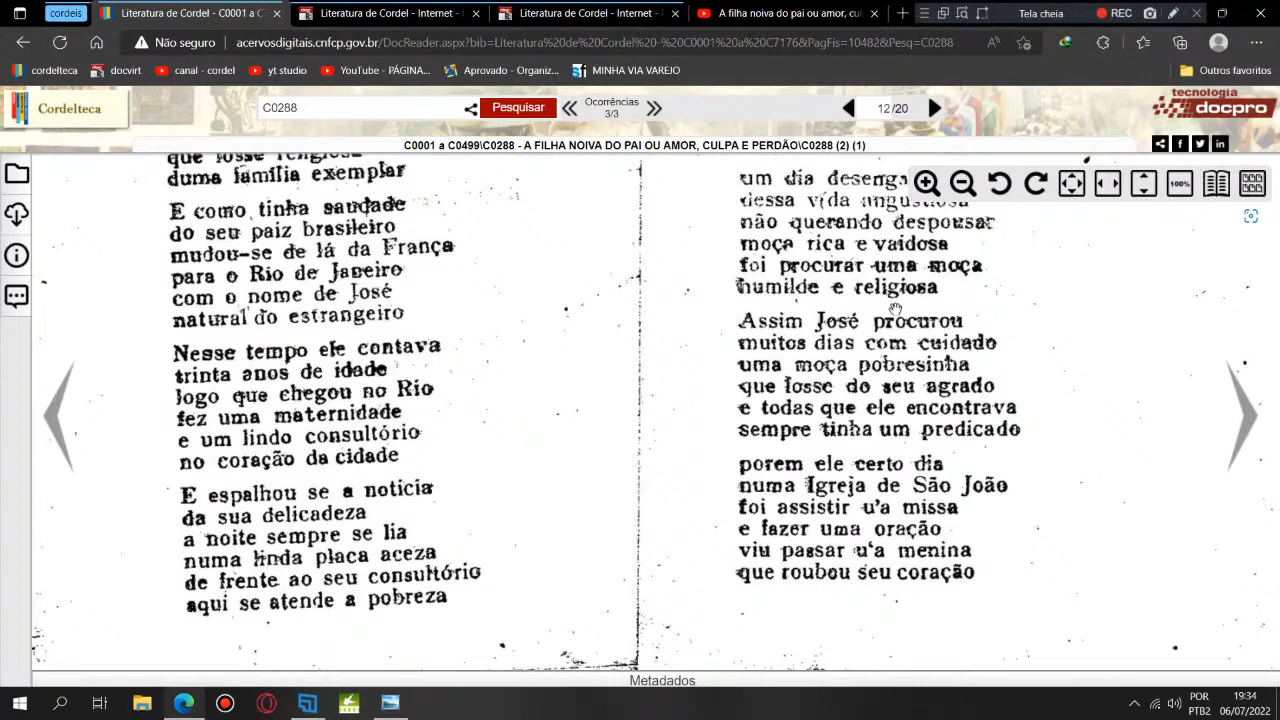 cordeis
Literatura de Cordel - C0001 a C
Literatura de Cordel - Internet -
Literatura de Cordel - Internet -
A filha noiva do pai ou amor, cul
Tela cheia
REC
Não seguro
acervosdigitais.cnfcp.gov.br/DocReader.aspx?bib=Literatura%20de%20Cordel%20-%20C0001%20a%20C7176&PagFis=10482&Pesq=C0288
cordelteca
docvirt
canal - cordel
yt studio
YouTube - PÁGINA...
Aprovado - Organiz...
MINHA VIA VAREJO
Outros favoritos
Cordelteca
C0288
Pesquisar
Ocorrências
3/3
12/20
tecnologia
docpro
C0001 a C0499\C0288 - A FILHA NOIVA DO PAI OU AMOR, CULPA E PERDÃO\C0288 (2) (1)
100%
que fosse religiosa
duma família exemplar
E como tinha saudade
do seu paiz brasileiro
mudou-se de lá da França
para o Rio de Janeiro
com o nome de José
natural do estrangeiro
Nesse tempo ele contava
trinta anos de idade
logo que chegou no Rio
fez uma maternidade
e um lindo consultório
no coração da cidade
E espalhou se a noticia
da sua delicadeza
a noite sempre se lia
numa linda placa aceza
de frente ao seu consultório
aqui se atende a pobreza
um dia
dessa vida angustiosa
não querando despousar
moça rica e vaidosa
foi procurar uma moça
humilde e religiosa
Assim José procurou
muitos dias com cuidado
uma moça pobresinha
que fosse do seu agrado
e todas que ele encontrava
sempre tinha um predicado
porem ele certo dia
numa Igreja de São João
foi assistir u'a missa
e fazer uma oração
viu passar u'a menina
que roubou seu coração
Metadados
POR
PTB2
19:34
06/07/2022